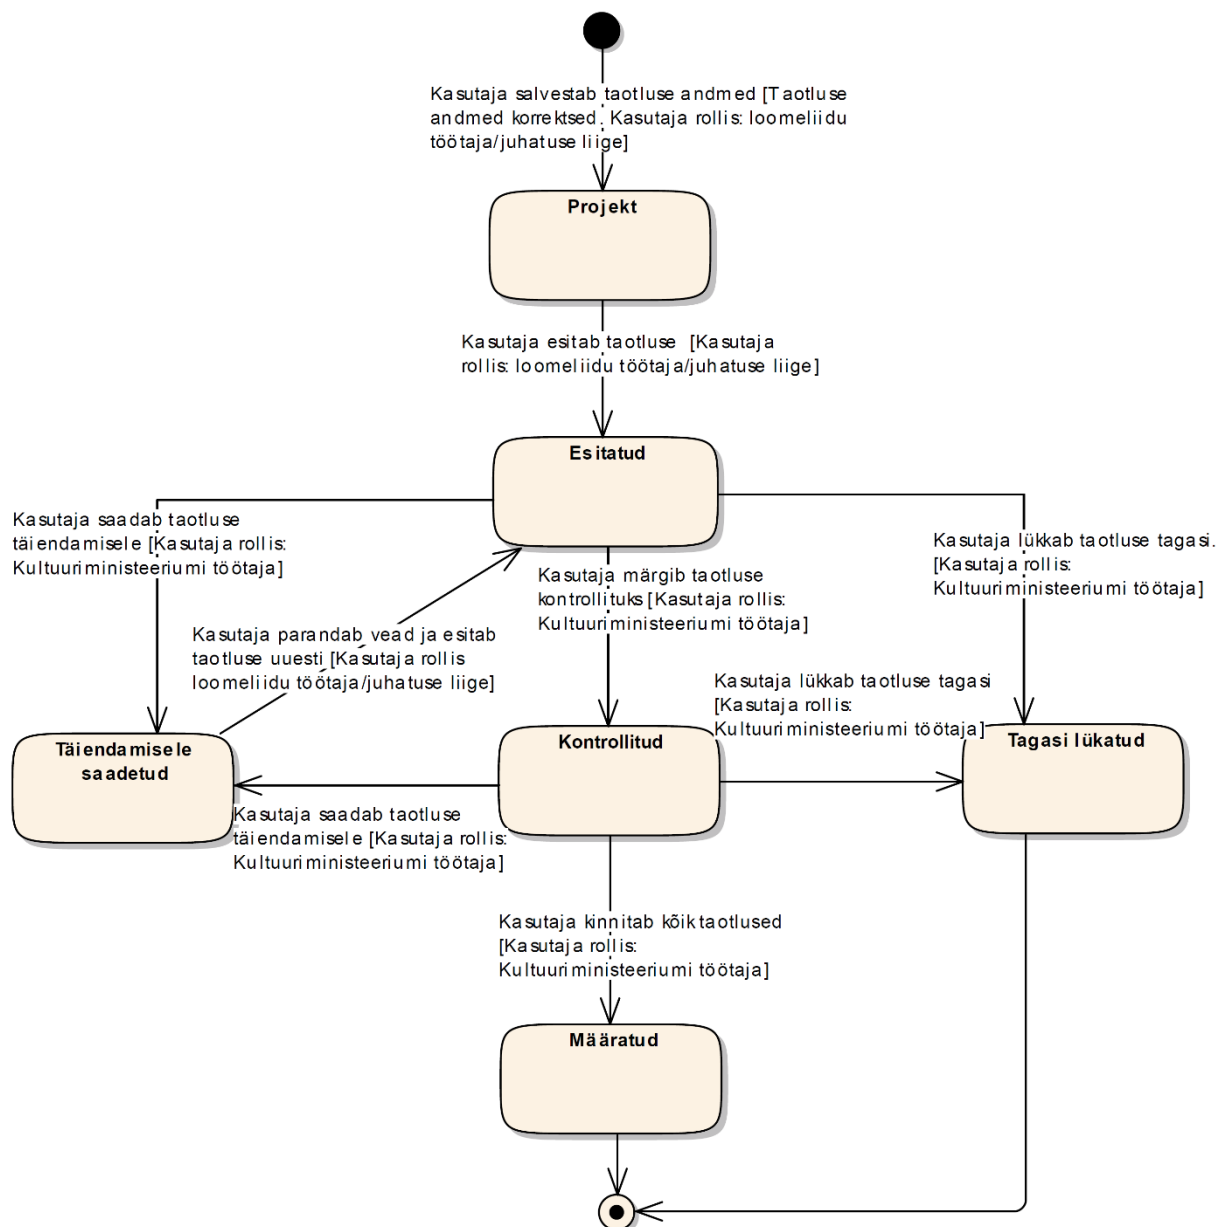 Kasutaja salvestab taotluse andmed [Taotluse
andmed korrektsed. Kasutaja rollis: loomeliidu
töötaja/juhatuse liige]
Projekt
Kasutaja esitab taotluse [Kasutaja
rollis: loomeliidu töötaja/juhatuse liige]
Esitatud
Kasutaja saadab taotluse
täiendamisele [Kasutaja rollis:
Kultuuriministeeriumi töötaja]
Kasutaja lükkab taotluse tagasi.
[Kasutaja rollis:
Kultuuriministeeriumi töötaja]
Kasutaja märgib taotluse
kontrollituks [Kasutaja rollis:
Kultuuriministeeriumi töötaja]
Kasutaja parandab vead ja esitab
taotluse uuesti [Kasutaja rollis
loomeliidu töötaja/juhatuse liige]
Kasutaja lükkab taotluse tagasi
[Kasutaja rollis:
Kultuuriministeeriumi töötaja]
Täiendamisele
saadetud
Kontrollitud
Tagasi lükatud
Kasutaja saadab taotluse
täiendamisele [Kasutaja rollis:
Kultuuriministeeriumi töötaja]
Kasutaja kinnitab kõik taotlused
[Kasutaja rollis:
Kultuuriministeeriumi töötaja]
Määratud